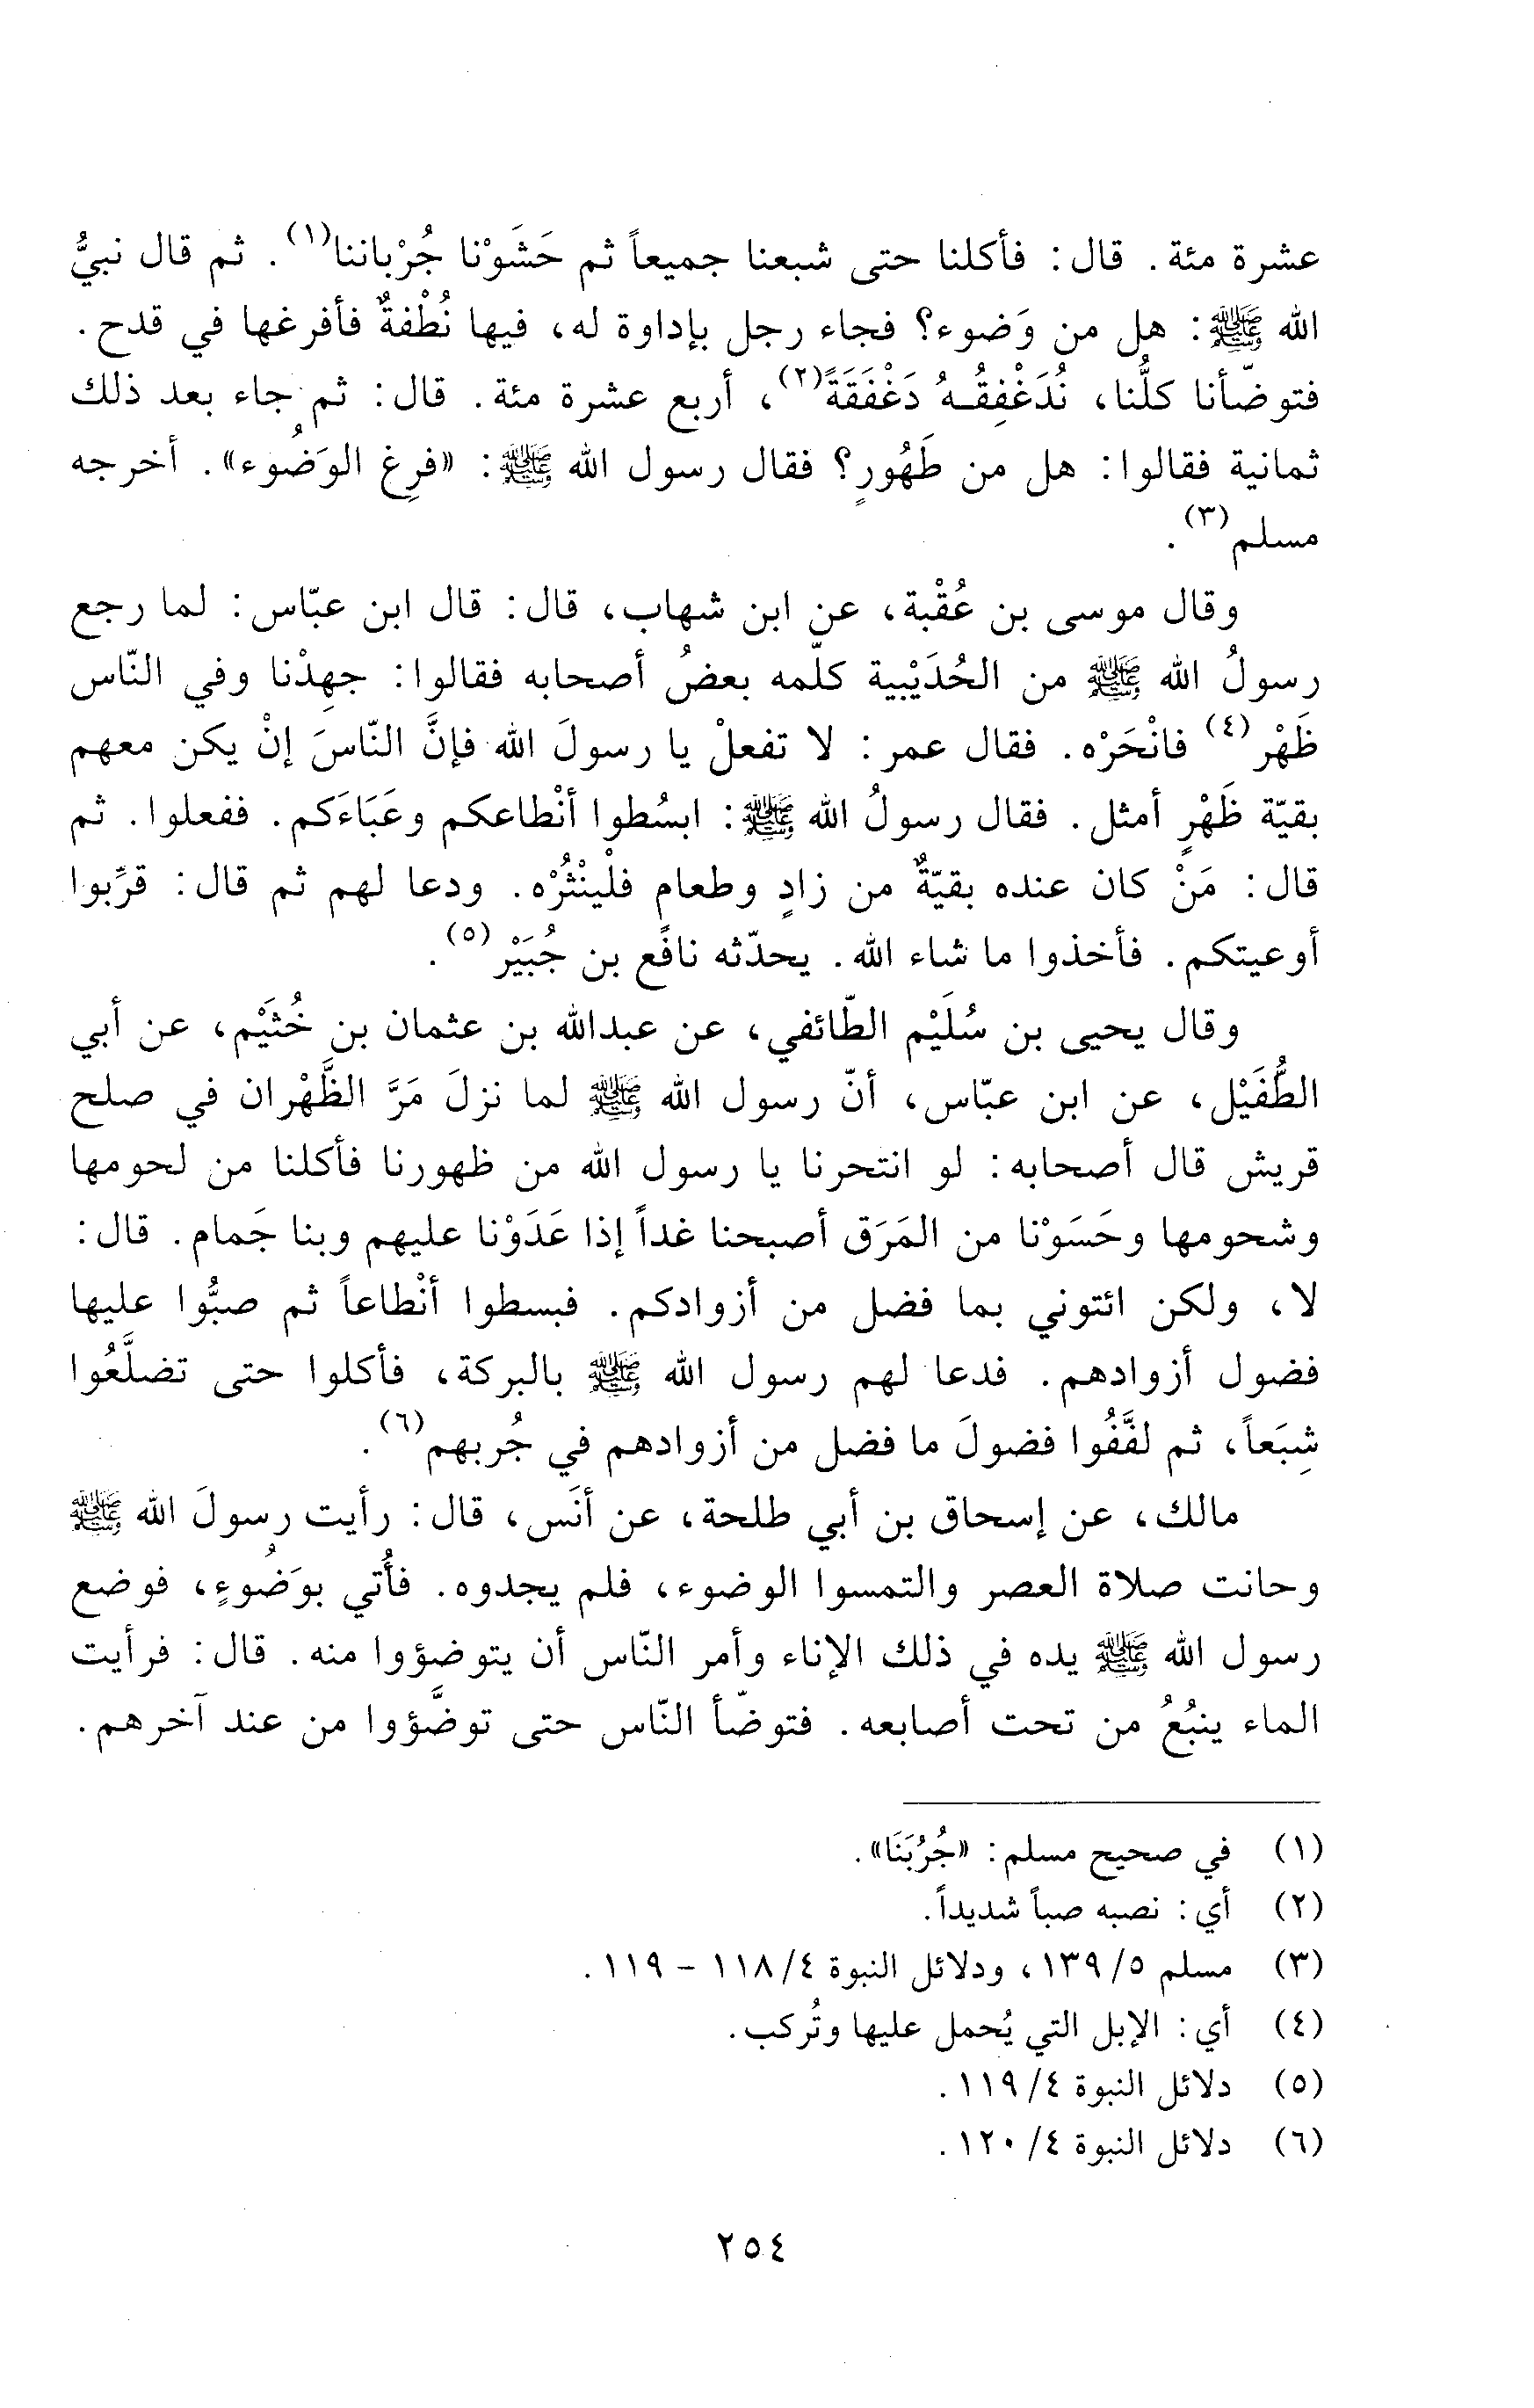 عشرة مئة. قال: فأكلنا حتى شبعنا جميعاً ثم حَشَوْنا جُرْباننا(١). ثم قال نبيُّ
الله ﷺ: هل من وَضوء؟ فجاء رجل بإداوة له، فيها نُطْفةٌ فأفرغها في قدح.
فتوضّأنا كلُّنا، نُدَغْفِقُـهُ دَغْفَقَةً(٢)، أربع عشرة مئة. قال: ثم جاء بعد ذلك
ثمانية فقالوا: هل من طَهُورٍ؟ فقال رسول الله ﷺ: «فرِغ الوَضُوء». أخرجه
مسلم(٣).
وقال موسى بن عُقْبة، عن ابن شهاب، قال: قال ابن عبّاس: لما رجع
رسولُ الله ﷺ من الحُدَيْبية كلّمه بعضُ أصحابه فقالوا: جهِدْنا وفي النّاس
ظَهْر(٤) فانْحَرْه. فقال عمر: لا تفعلْ يا رسولَ الله فإنَّ النّاسَ إنْ يكن معهم
بقيّة ظَهْرٍ أمثل. فقال رسولُ الله ﷺ: ابسُطوا أنْطاعكم وعَبَاءَكم. ففعلوا. ثم
قال: مَنْ كان عنده بقيّةٌ من زادٍ وطعام فلْينْثُرْه. ودعا لهم ثم قال: قرِّبوا
أوعيتكم. فأخذوا ما شاء الله. يحدّثه نافع بن جُبَيْر(٥).
وقال يحيى بن سُلَيْم الطّائفي، عن عبدالله بن عثمان بن خُثَيْم، عن أبي
الطُّفَيْل، عن ابن عبّاس، أنّ رسول الله ﷺ لما نزلَ مَرَّ الظَّهْران في صلح
قريش قال أصحابه: لو انتحرنا يا رسول الله من ظهورنا فأكلنا من لحومها
وشحومها وحَسَوْنا من المَرَق أصبحنا غداً إذا غَدَوْنا عليهم وبنا جَمام. قال:
لا، ولكن ائتوني بما فضل من أزوادكم. فبسطوا أنْطاعاً ثم صبُّوا عليها
فضول أزوادهم. فدعا لهم رسول الله ﷺ بالبركة، فأكلوا حتى تضلَّعُوا
شِبَعاً، ثم لفَّفُوا فضولَ ما فضل من أزوادهم في جُربهم(٦).
مالك، عن إسحاق بن أبي طلحة، عن أنَس، قال: رأيت رسولَ الله ﷺ
وحانت صلاة العصر والتمسوا الوضوء، فلم يجدوه. فأُتي بوَضُوءٍ، فوضع
رسول الله ﷺ يده في ذلك الإناء وأمر النّاس أن يتوضؤوا منه. قال: فرأيت
الماء ينبُعُ من تحت أصابعه. فتوضّأ النّاس حتى توضَّؤوا من عند آخرهم.
(١) في صحيح مسلم: «جُرُبَنَا».
(٢) أي: نصبه صباً شديداً.
(٣) مسلم ٥/ ١٣٩، ودلائل النبوة ٤/ ١١٨ - ١١٩.
(٤) أي: الإبل التي يُحمل عليها وتُركب.
(٥) دلائل النبوة ٤/ ١١٩.
(٦) دلائل النبوة ٤/ ١٢٠.
٢٥٤